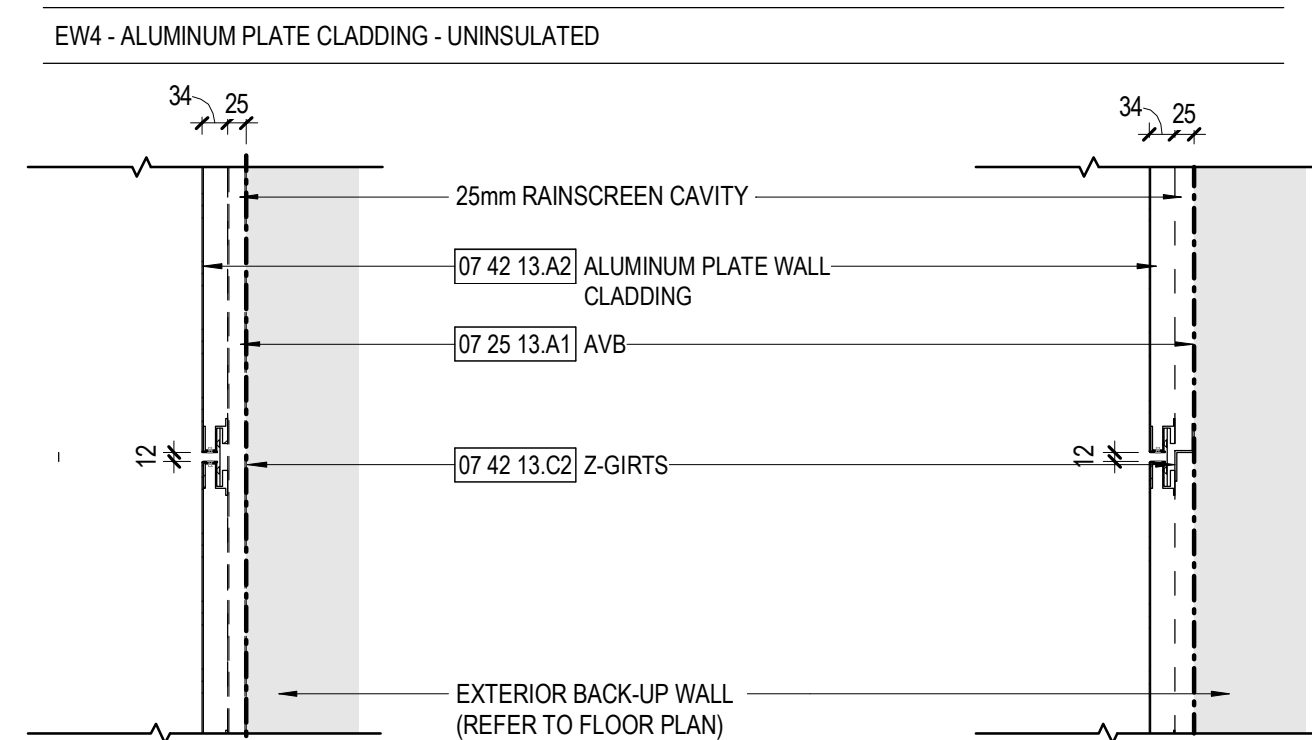 EW4 - ALUMINUM PLATE CLADDING - UNINSULATED
34 25
34 25
25mm RAINSCREEN CAVITY
07 42 13.A2 ALUMINUM PLATE WALL
CLADDING
07 25 13.A1 AVB
12
12
07 42 13.C2 Z-GIRTS
EXTERIOR BACK-UP WALL
(REFER TO FLOOR PLAN)